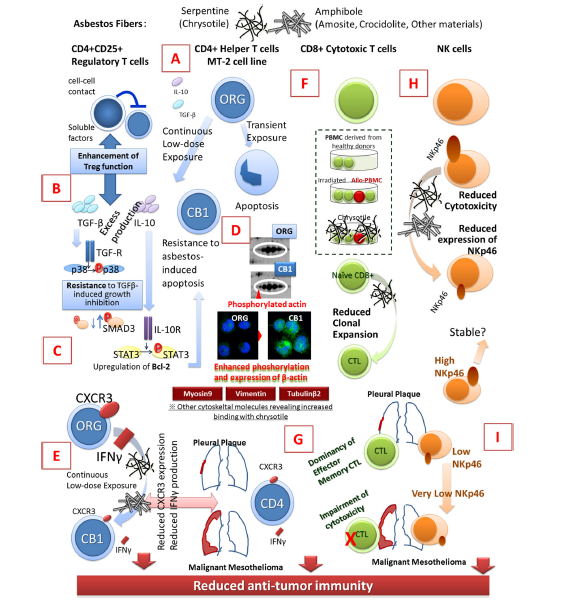 Asbestos Fibers:
Serpentine
(Chrysotile)
Amphibole
(Amosite, Crocidolite, Other materials)
CD4+CD25+
Regulatory T cells
A
CD4+ Helper T cells
MT-2 cell line
CD8+ Cytotoxic T cells
NK cells
cell-cell
contact
Soluble
factors
Enhancement of
Treg function
IL-10
TGF-β
ORG
Continuous
Low-dose
Exposure
Transient
Exposure
Apoptosis
CB1
Resistance to
asbestos-
induced
apoptosis
B
TGF-β
Excess
production
IL-10
TGF-R
p38
P
p38
Resistance to TGFβ-
induced growth
inhibition
P
SMAD3
C
IL-10R
STAT3
P
STAT3
Upregulation of Bcl-2
D
ORG
CB1
Phosphorylated actin
ORG
CB1
Enhanced phoshorylation
and expression of β-actin
Myosin9
Vimentin
Tubulinβ2
※ Other cytoskeltal molecules revealing increased
binding with chrysotile
F
PBMC derived from
healthy donors
Irradiated Allo-PBMC
Chrysotile
Naïve CD8+
Reduced
Clonal
Expansion
CTL
H
NKp46
Reduced
Cytotoxicity
Reduced
expression of
NKp46
NKp46
Stable?
High
NKp46
E
CXCR3
ORG
IFNγ
Continuous
Low-dose Exposure
CXCR3
CB1
IFNγ
Reduced CXCR3 expression
Reduced IFNγ production
Pleural Plaque
CXCR3
CD4
IFNγ
Malignant Mesothelioma
G
Pleural Plaque
Dominancy of
Effector
Memory CTL
CTL
Impairment of
cytotoxicity
X
CTL
Malignant Mesothelioma
I
Low
NKp46
Very Low NKp46
Reduced anti-tumor immunity